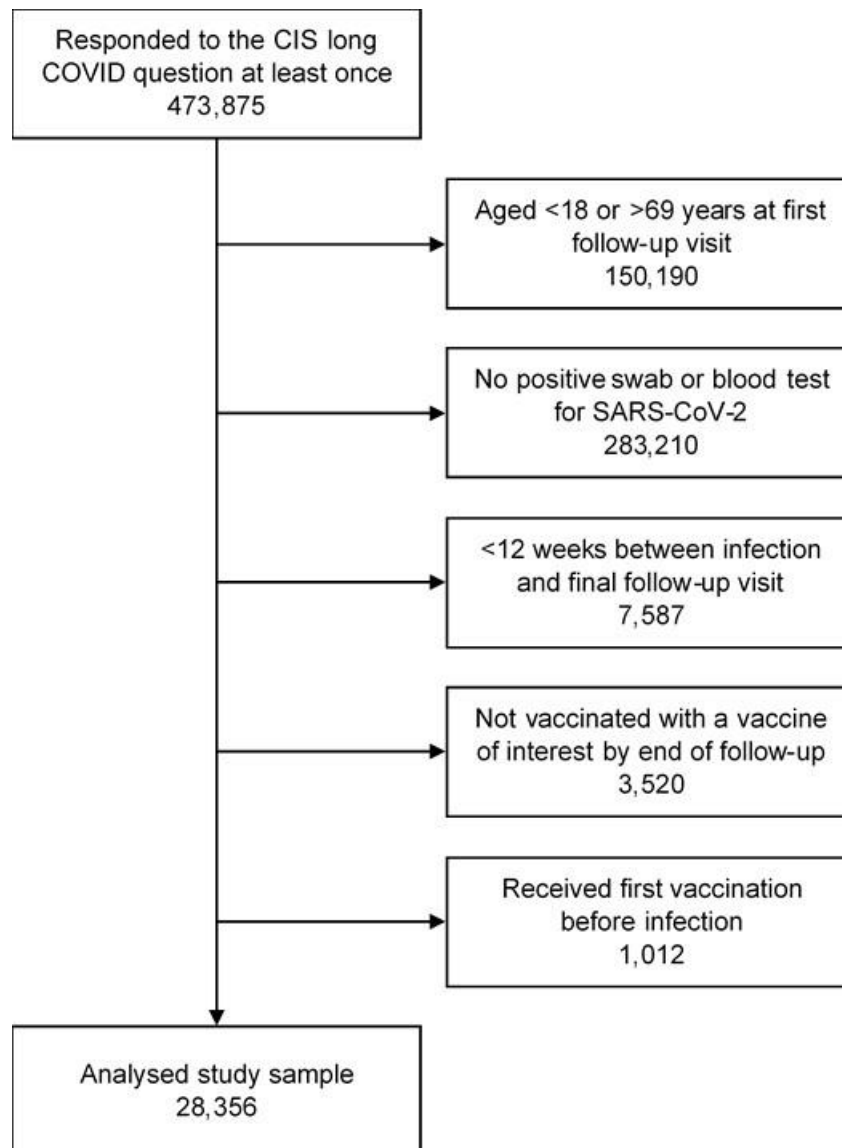 Responded to the CIS long
COVID question at least once
473,875
Aged <18 or >69 years at first
follow-up visit
150,190
No positive swab or blood test
for SARS-CoV-2
283,210
<12 weeks between infection
and final follow-up visit
7,587
Not vaccinated with a vaccine
of interest by end of follow-up
3,520
Received first vaccination
before infection
1,012
Analysed study sample
28,356